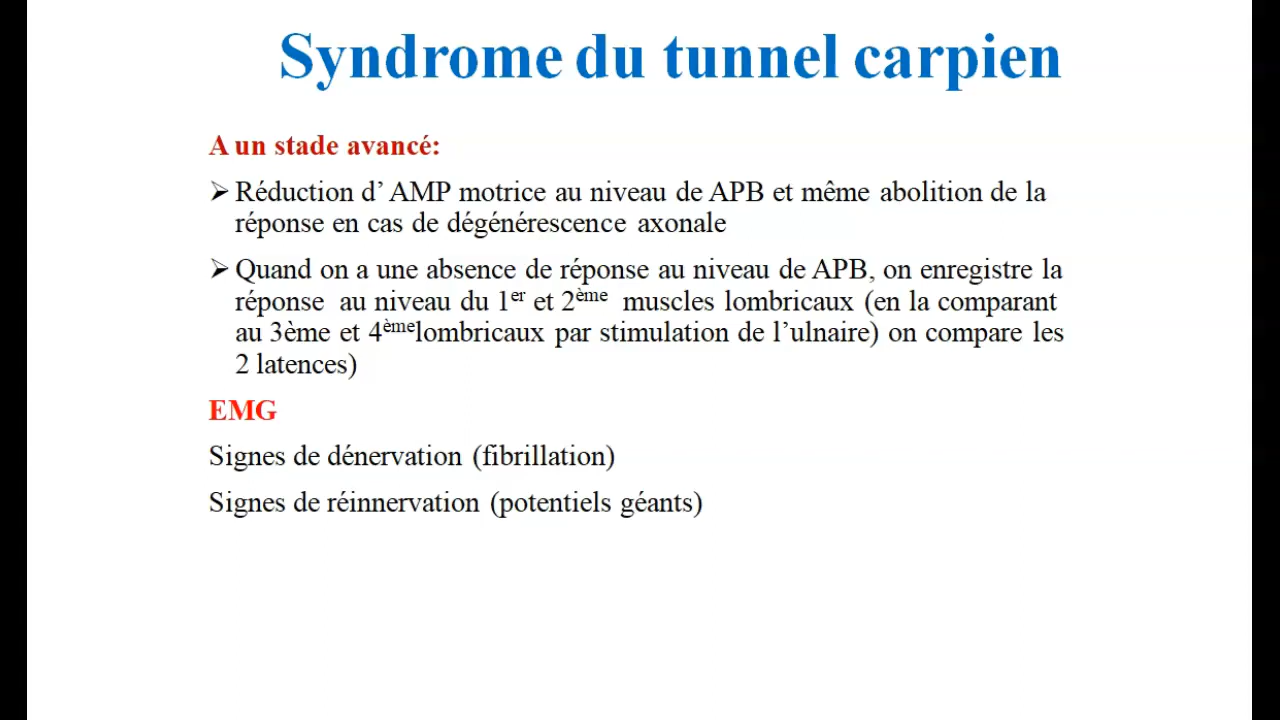 Syndrome du tunnel carpien
A un stade avancé:
➢ Réduction d’ AMP motrice au niveau de APB et même abolition de la
réponse en cas de dégénérescence axonale
➢ Quand on a une absence de réponse au niveau de APB, on enregistre la
réponse au niveau du 1er et 2ème muscles lombricaux (en la comparant
au 3ème et 4èmelombricaux par stimulation de l’ulnaire) on compare les
2 latences)
EMG
Signes de dénervation (fibrillation)
Signes de réinnervation (potentiels géants)